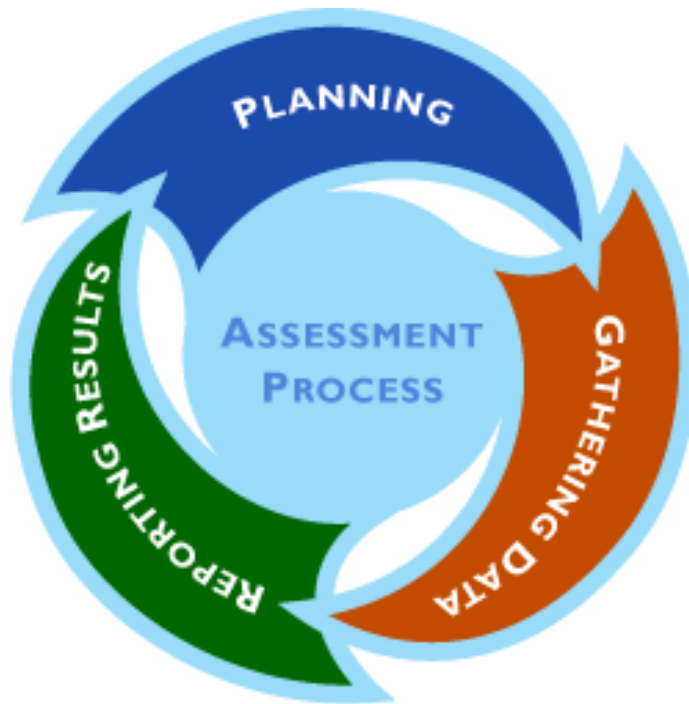 PLANNING
GATHERING DATA
REPORTING RESULTS
ASSESSMENT
PROCESS